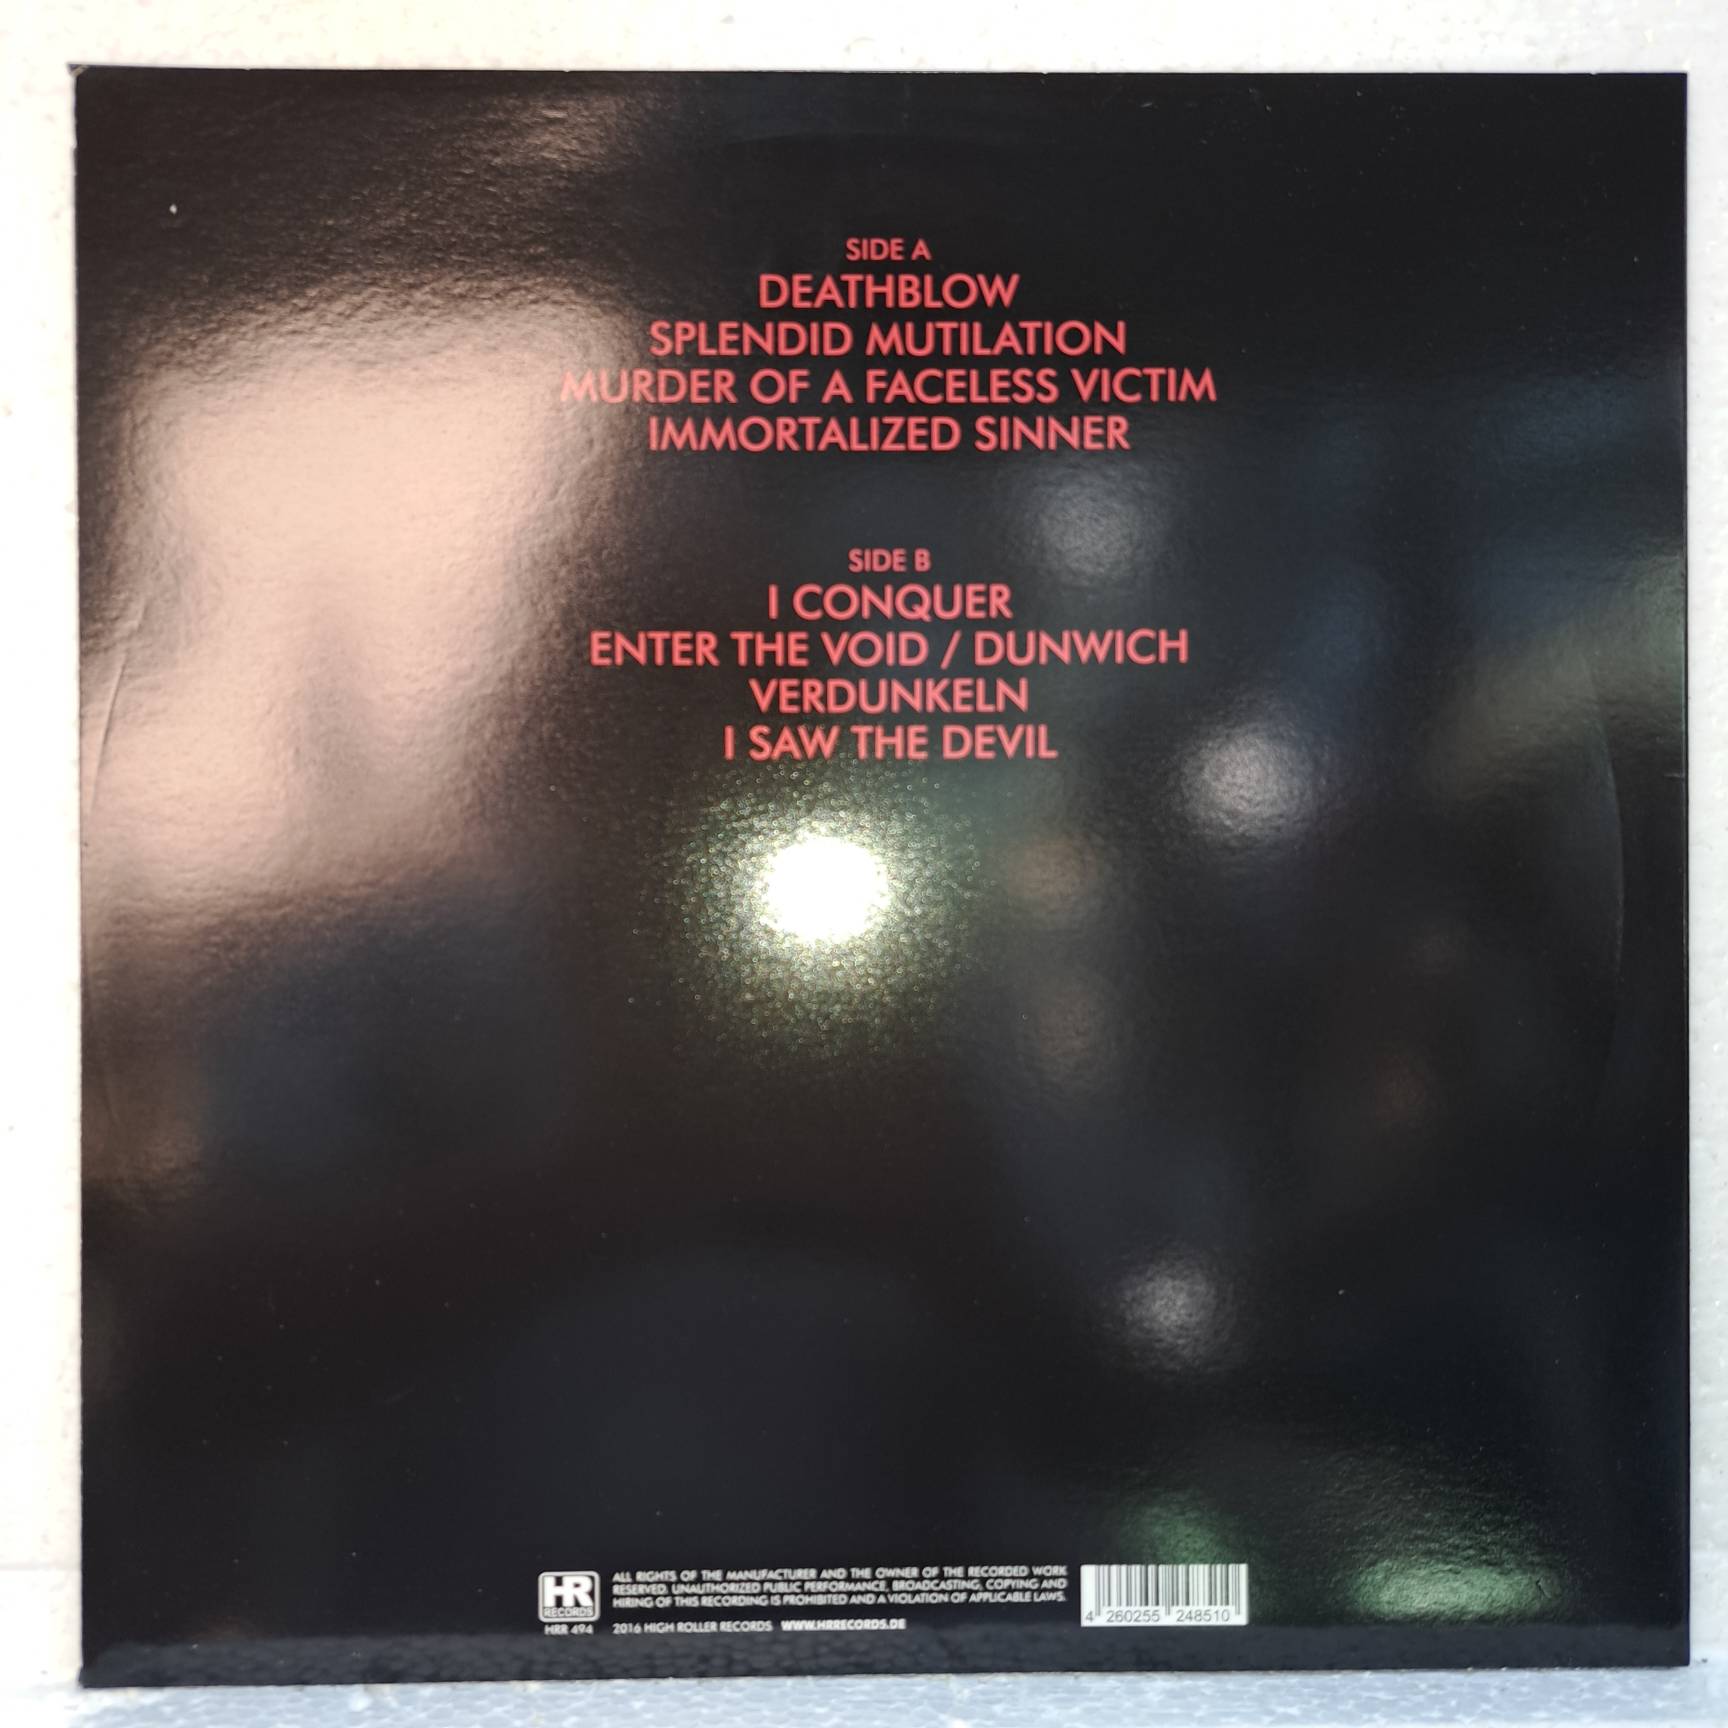 SIDE A
DEATHBLOW
SPLENDID MUTILATION
MURDER OF A FACELESS VICTIM
IMMORTALIZED SINNER
SIDE B
I CONQUER
ENTER THE VOID / DUNWICH
VERDUNKELN
I SAW THE DEVIL
HR
RECORDS
HRR 494
ALL RIGHTS OF THE MANUFACTURER AND THE OWNER OF THE RECORDED WORK
RESERVED. UNAUTHORIZED PUBLIC PERFORMANCE, BROADCASTING, COPYING AND
HIRING OF THIS RECORDING IS PROHIBITED AND A VIOLATION OF APPLICABLE LAWS.
2016 HIGH ROLLER RECORDS WWW.HRRECORDS.DE
4 260255 248510